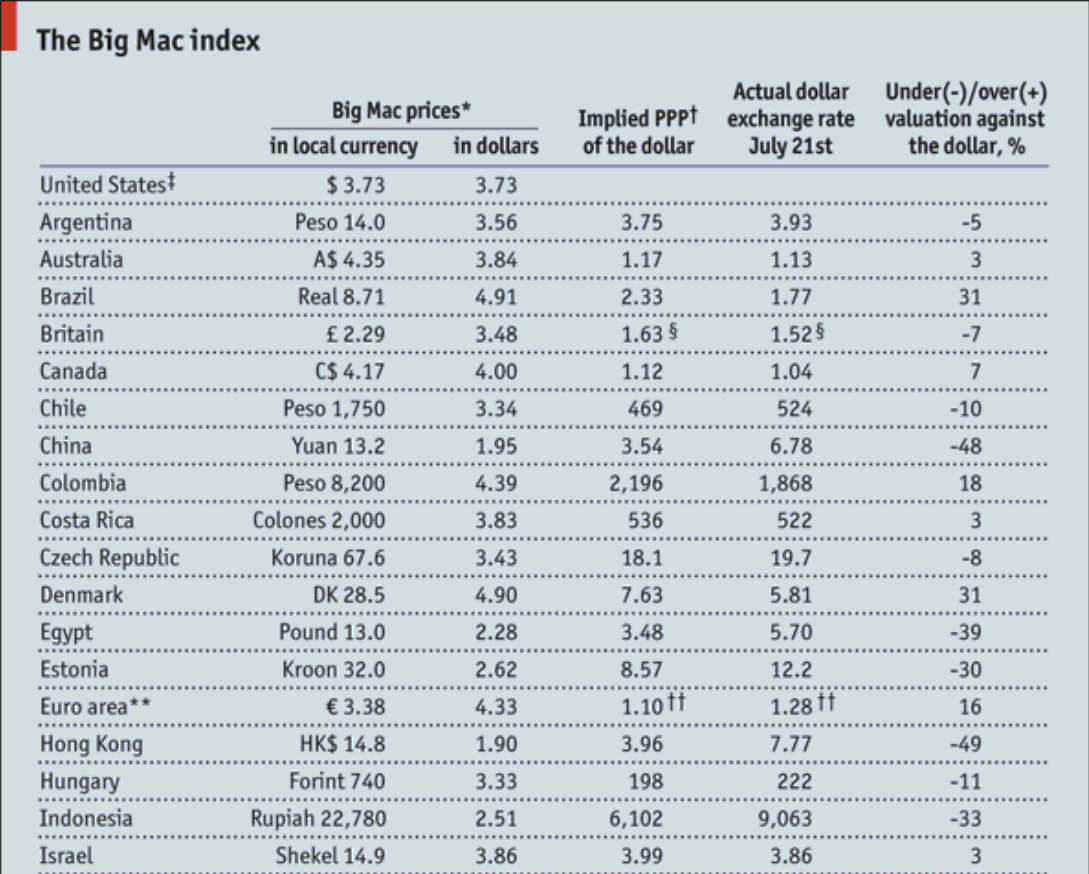 The Big Mac index
Big Mac prices*
in local currency in dollars
Implied PPP†
of the dollar
Actual dollar
exchange rate
July 21st
Under(-)/over(+)
valuation against
the dollar, %
United States‡ $ 3.73 3.73
Argentina Peso 14.0 3.56 3.75 3.93 -5
Australia A$ 4.35 3.84 1.17 1.13 3
Brazil Real 8.71 4.91 2.33 1.77 31
Britain £ 2.29 3.48 1.63 § 1.52 § -7
Canada C$ 4.17 4.00 1.12 1.04 7
Chile Peso 1,750 3.34 469 524 -10
China Yuan 13.2 1.95 3.54 6.78 -48
Colombia Peso 8,200 4.39 2,196 1,868 18
Costa Rica Colones 2,000 3.83 536 522 3
Czech Republic Koruna 67.6 3.43 18.1 19.7 -8
Denmark DK 28.5 4.90 7.63 5.81 31
Egypt Pound 13.0 2.28 3.48 5.70 -39
Estonia Kroon 32.0 2.62 8.57 12.2 -30
Euro area** € 3.38 4.33 1.10 †† 1.28 †† 16
Hong Kong HK$ 14.8 1.90 3.96 7.77 -49
Hungary Forint 740 3.33 198 222 -11
Indonesia Rupiah 22,780 2.51 6,102 9,063 -33
Israel Shekel 14.9 3.86 3.99 3.86 3